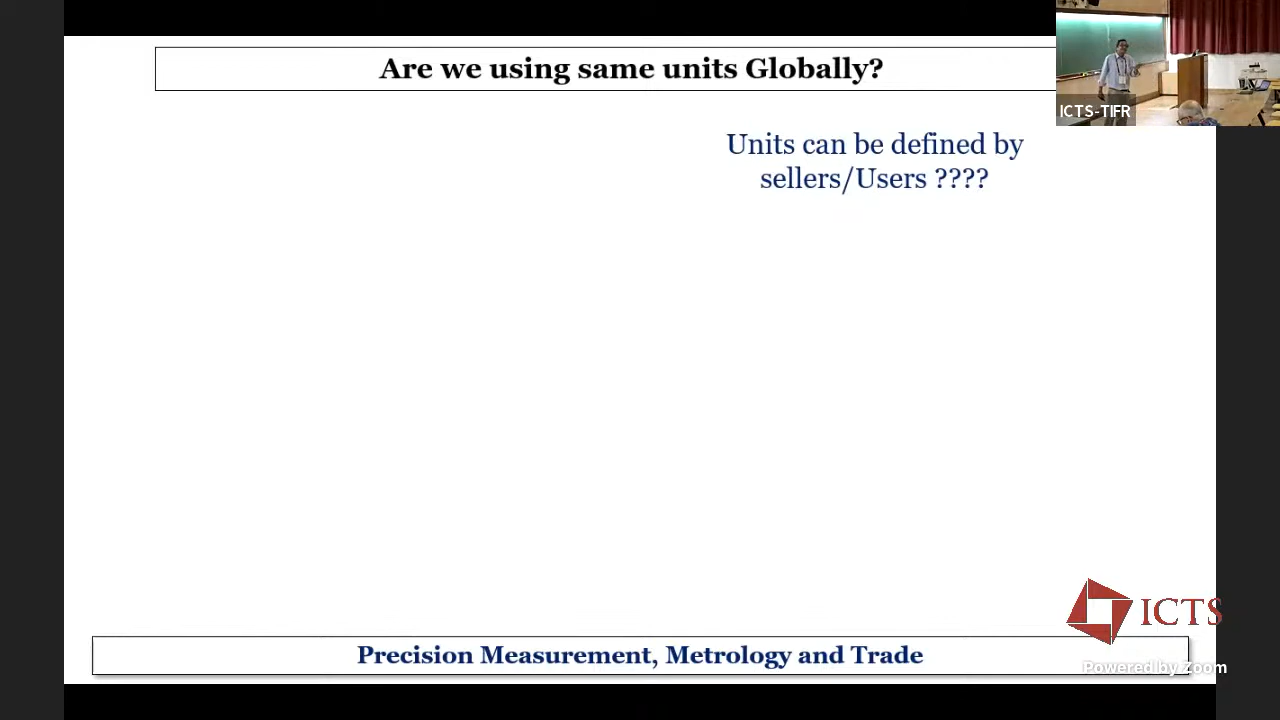 Are we using same units Globally?
ICTS-TIFR
Units can be defined by
sellers/Users ????
ICTS
Precision Measurement, Metrology and Trade
Powered by Zoom